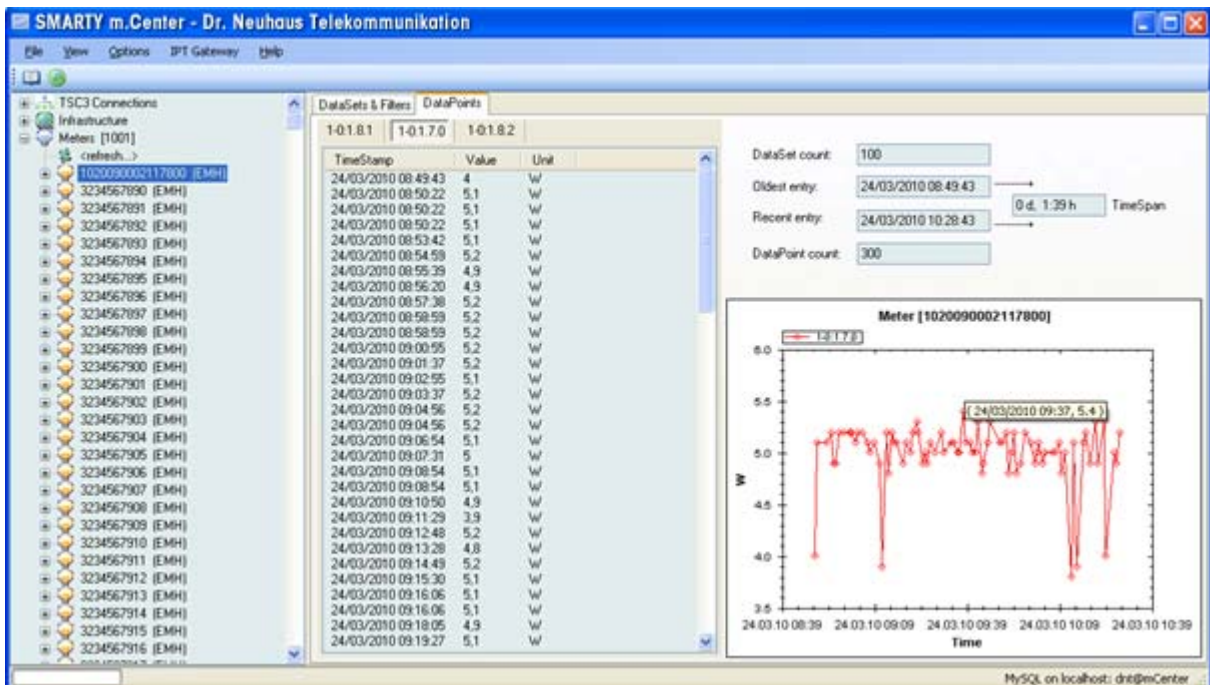 SMARTY m.Center - Dr. Neuhaus Telekommunikation
File View Options IPT Gateway Help
TSC3 Connections
Infrastructure
Meters [1001]
<refresh...>
1020090002117800 (EMH)
3234567890 (EMH)
3234567891 (EMH)
3234567892 (EMH)
3234567893 (EMH)
3234567894 (EMH)
3234567895 (EMH)
3234567896 (EMH)
3234567897 (EMH)
3234567898 (EMH)
3234567899 (EMH)
3234567900 (EMH)
3234567901 (EMH)
3234567902 (EMH)
3234567903 (EMH)
3234567904 (EMH)
3234567905 (EMH)
3234567906 (EMH)
3234567907 (EMH)
3234567908 (EMH)
3234567909 (EMH)
3234567910 (EMH)
3234567911 (EMH)
3234567912 (EMH)
3234567913 (EMH)
3234567914 (EMH)
3234567915 (EMH)
3234567916 (EMH)
DataSets & Filters DataPoints
1-0:1.8.1 1-0:1.7.0 1-0:1.8.2
TimeStamp Value Unit
24/03/2010 08:49:43 4 W
24/03/2010 08:50:22 5,1 W
24/03/2010 08:50:22 5,1 W
24/03/2010 08:50:22 5,1 W
24/03/2010 08:53:42 5,1 W
24/03/2010 08:54:59 5,2 W
24/03/2010 08:55:39 4,9 W
24/03/2010 08:56:20 4,9 W
24/03/2010 08:57:38 5,2 W
24/03/2010 08:58:59 5,2 W
24/03/2010 08:58:59 5,2 W
24/03/2010 09:00:55 5,2 W
24/03/2010 09:01:37 5,2 W
24/03/2010 09:02:55 5,1 W
24/03/2010 09:03:37 5,2 W
24/03/2010 09:04:56 5,2 W
24/03/2010 09:04:56 5,2 W
24/03/2010 09:06:54 5,1 W
24/03/2010 09:07:31 5 W
24/03/2010 09:08:54 5,1 W
24/03/2010 09:08:54 5,1 W
24/03/2010 09:10:50 4,9 W
24/03/2010 09:11:29 3,9 W
24/03/2010 09:12:48 5,2 W
24/03/2010 09:13:28 4,8 W
24/03/2010 09:14:49 5,2 W
24/03/2010 09:15:30 5,1 W
24/03/2010 09:16:06 5,1 W
24/03/2010 09:16:06 5,1 W
24/03/2010 09:18:05 4,9 W
24/03/2010 09:19:27 5,1 W
DataSet count: 100
Oldest entry: 24/03/2010 08:49:43
0 d, 1:39 h TimeSpan
Recent entry: 24/03/2010 10:28:43
DataPoint count: 300
Meter [1020090002117800]
1-0:1.7.0
6.0
5.5
( 24/03/2010 09:37, 5.4 )
5.0
W
4.5
4.0
3.5
24.03.10 08:39 24.03.10 09:09 24.03.10 09:39 24.03.10 10:09 24.03.10 10:39
Time
MySQL on localhost: dnt@mCenter